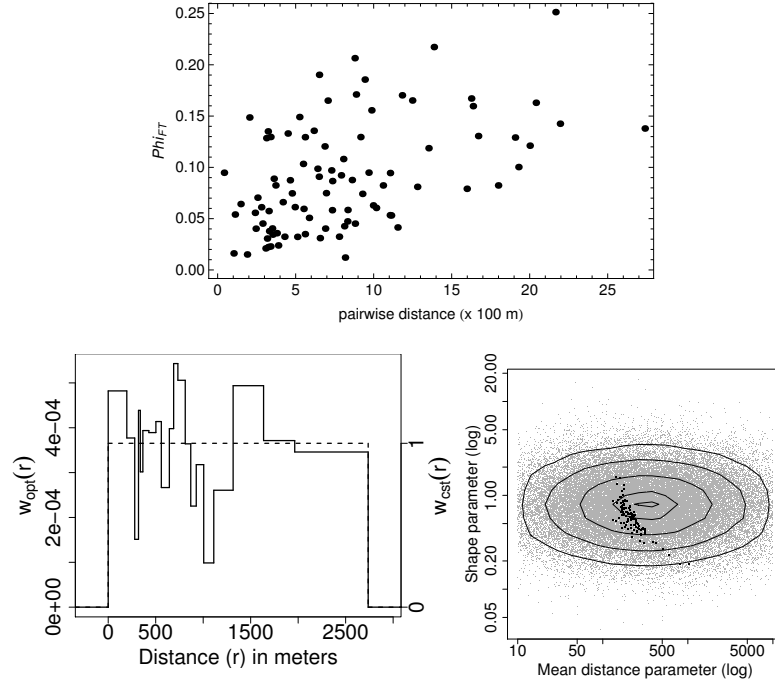 0.25
0.20
0.15
0.10
0.05
0.00
Phi_FT
0 5 10 15 20 25
pairwise distance (x 100 m)
w_opt(r)
0e+00 2e-04 4e-04
0 1
w_cst(r)
0 500 1500 2500
Distance (r) in meters
Shape parameter (log)
0.05 0.20 1.00 5.00 20.00
10 50 500 5000
Mean distance parameter (log)